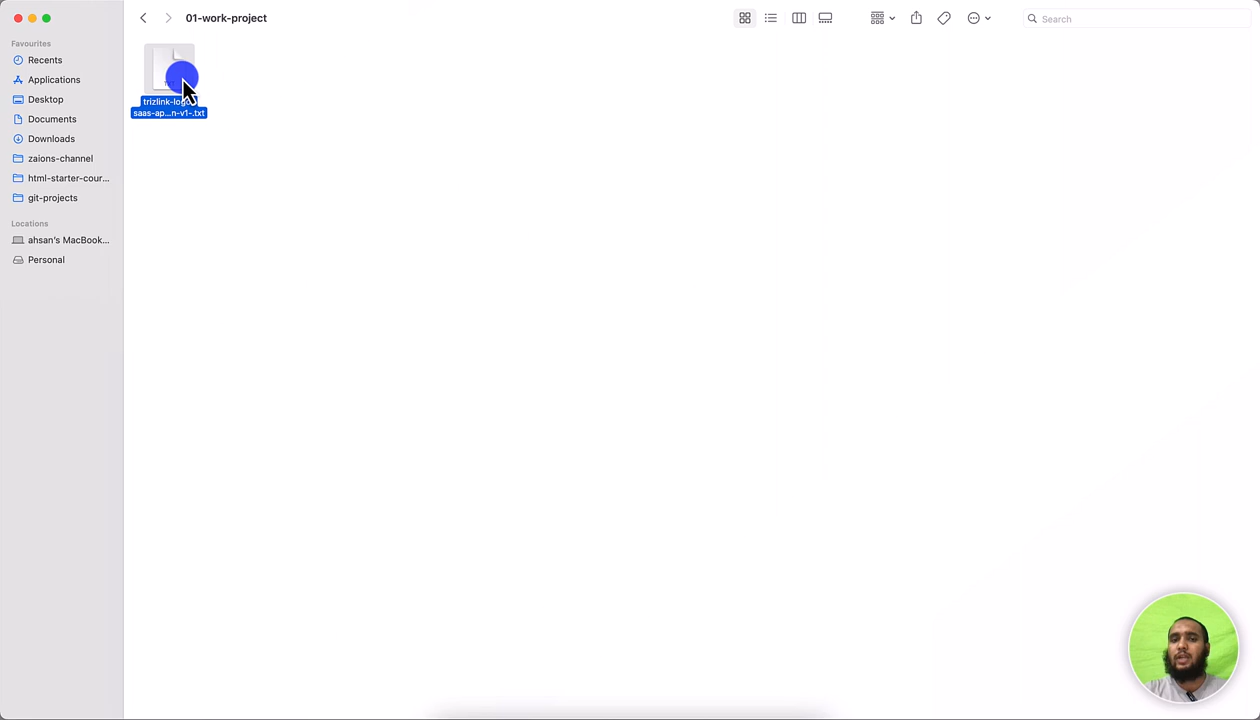 01-work-project
Search
Favourites
Recents
Applications
Desktop
Documents
Downloads
zaions-channel
html-starter-cour...
git-projects
Locations
ahsan's MacBook...
Personal
trizlink-logo
saas-ap...n-v1-.txt